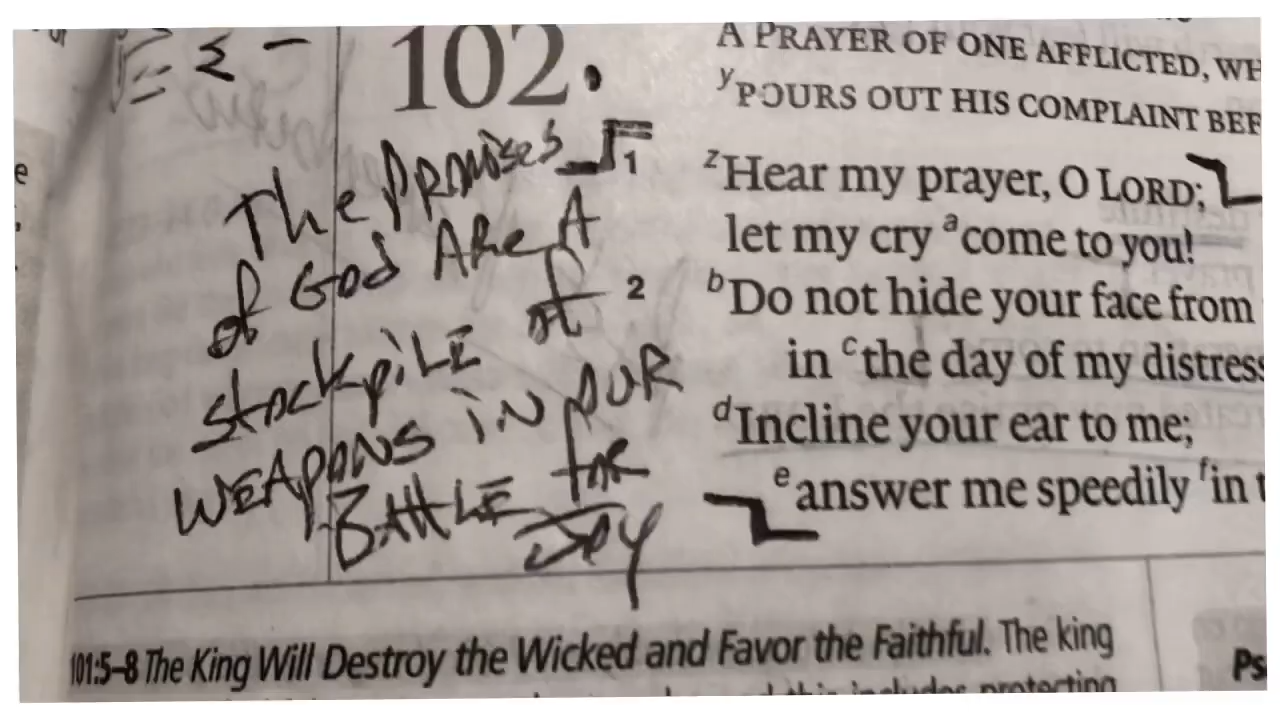 102.
The Promises
of God Are A
stockpiLE of
WEAPONS iN OUR
BATTLE for
JOY
A PRAYER OF ONE AFFLICTED, WH
y POURS OUT HIS COMPLAINT BEF
1 z Hear my prayer, O LORD;
let my cry a come to you!
2 b Do not hide your face from
in c the day of my distress
d Incline your ear to me;
e answer me speedily f in t
101:5–8 The King Will Destroy the Wicked and Favor the Faithful. The king
this includes protecting
Ps